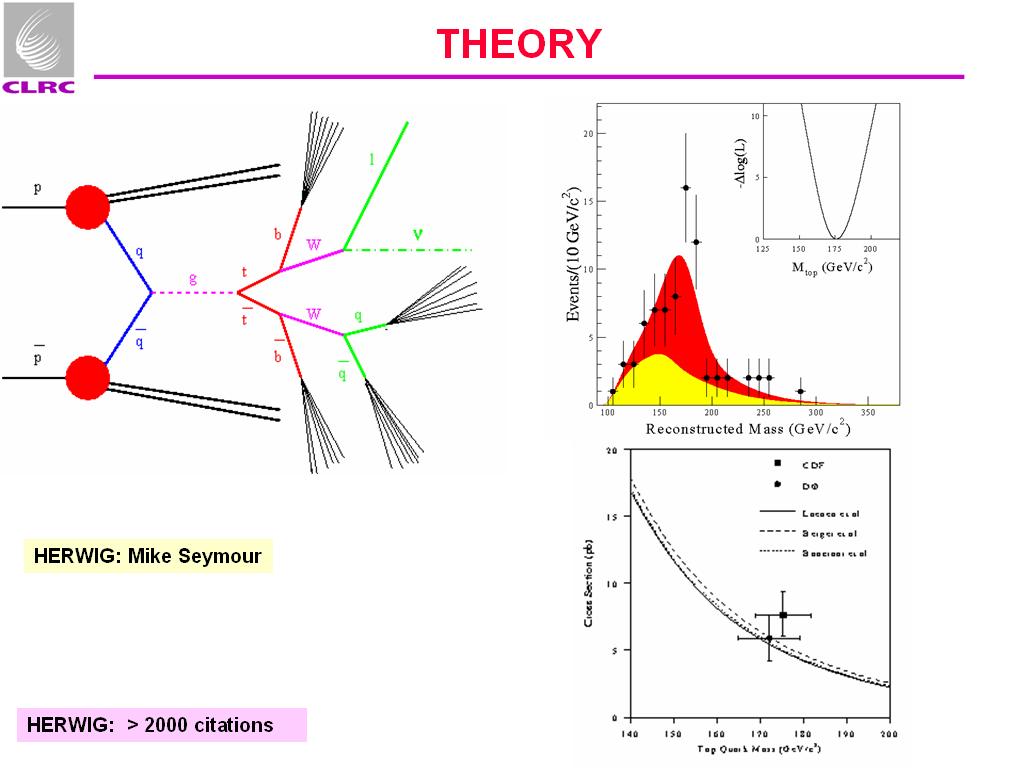 CLRC
THEORY
p
p
q
q
g
t
t
b
b
W
W
l
ν
q
q
HERWIG: Mike Seymour
HERWIG: > 2000 citations
Events/(10 GeV/c2)
20
15
10
5
0
100 150 200 250 300 350
Reconstructed Mass (GeV/c2)
-Δlog(L)
10
5
0
125 150 175 200
Mtop (GeV/c2)
Cross Section (pb)
20
15
10
5
0
CDF
DØ
140 150 160 170 180 190 200
Top Quark Mass (GeV/c2)